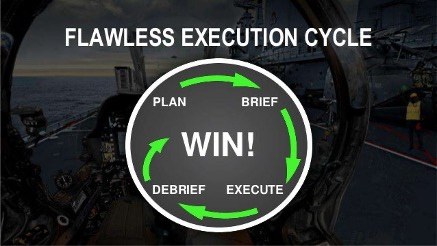 FLAWLESS EXECUTION CYCLE
PLAN BRIEF
WIN!
DEBRIEF EXECUTE